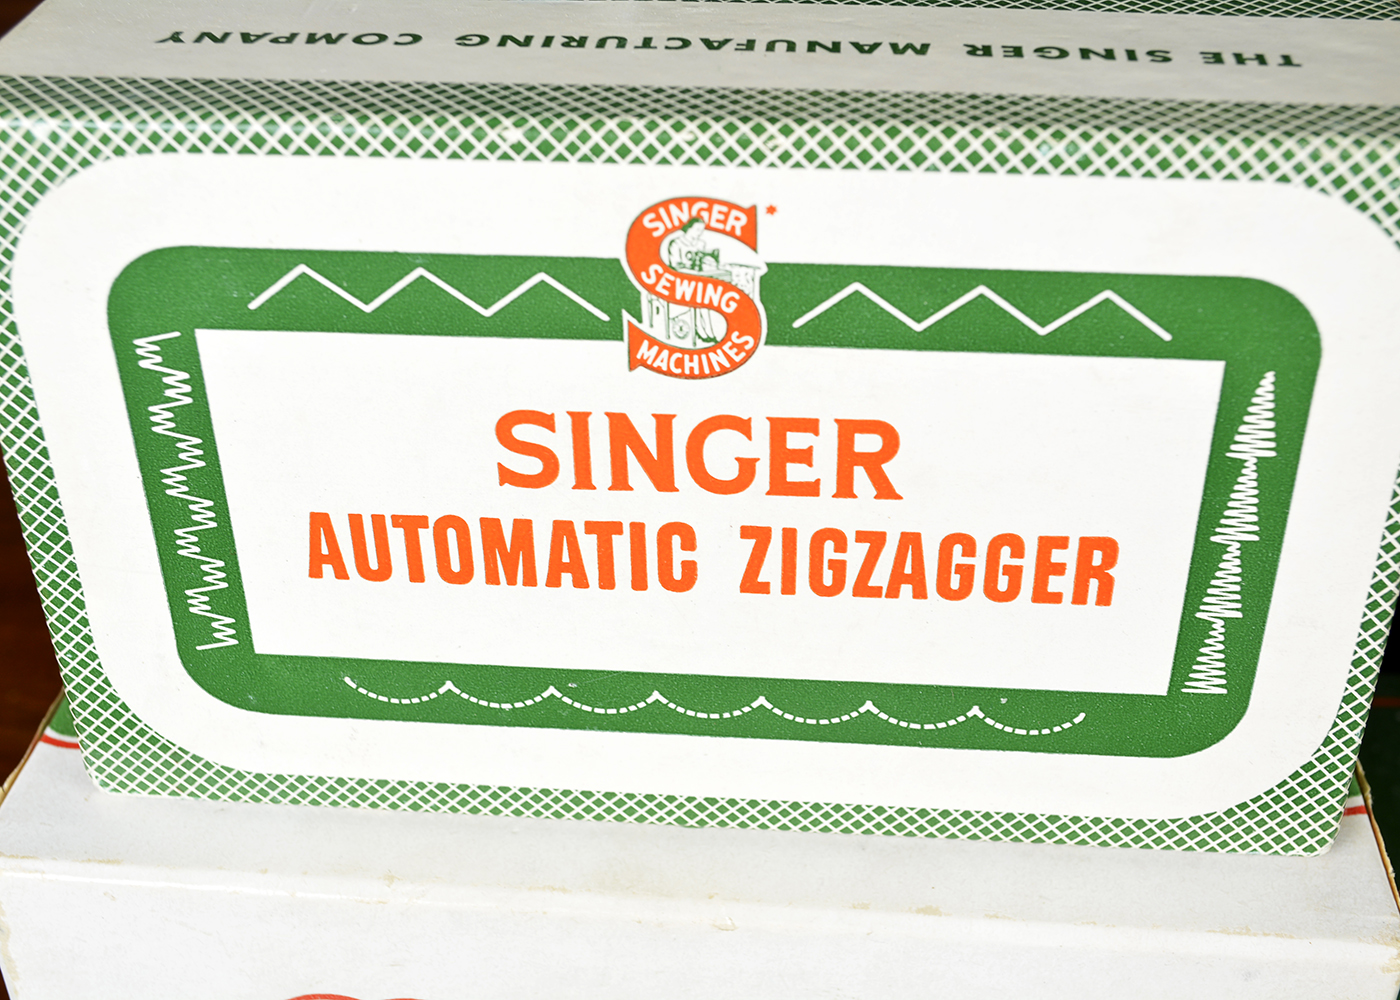 THE SINGER MANUFACTURING COMPANY
SINGER
SEWING
MACHINES
SINGER
AUTOMATIC ZIGZAGGER